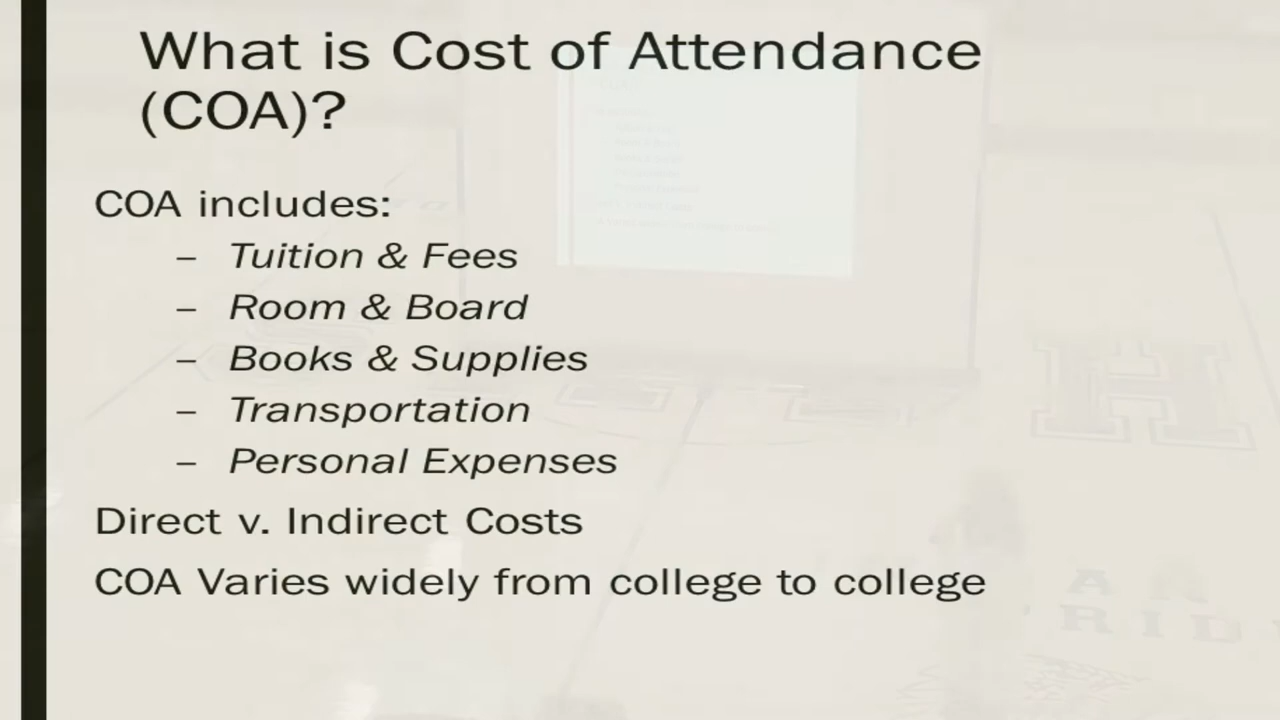 What is Cost of Attendance
(COA)?
COA includes:
– Tuition & Fees
– Room & Board
– Books & Supplies
– Transportation
– Personal Expenses
Direct v. Indirect Costs
COA Varies widely from college to college
H
A
RID